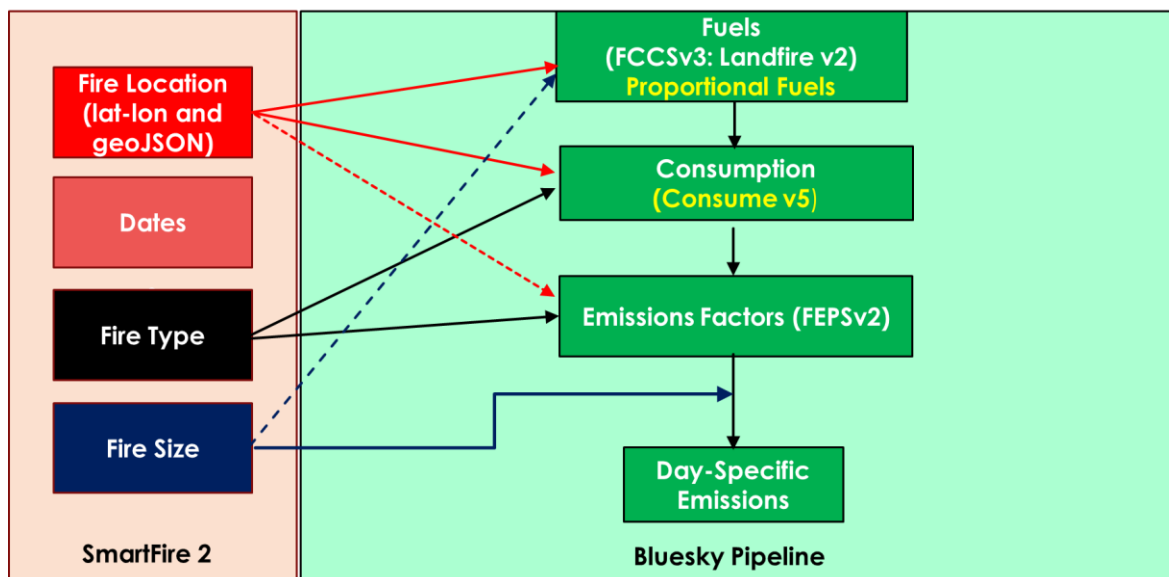 Fire Location
(lat-lon and
geoJSON)
Dates
Fire Type
Fire Size
SmartFire 2
Fuels
(FCCSv3: Landfire v2)
Proportional Fuels
Consumption
(Consume v5)
Emissions Factors (FEPSv2)
Day-Specific
Emissions
Bluesky Pipeline